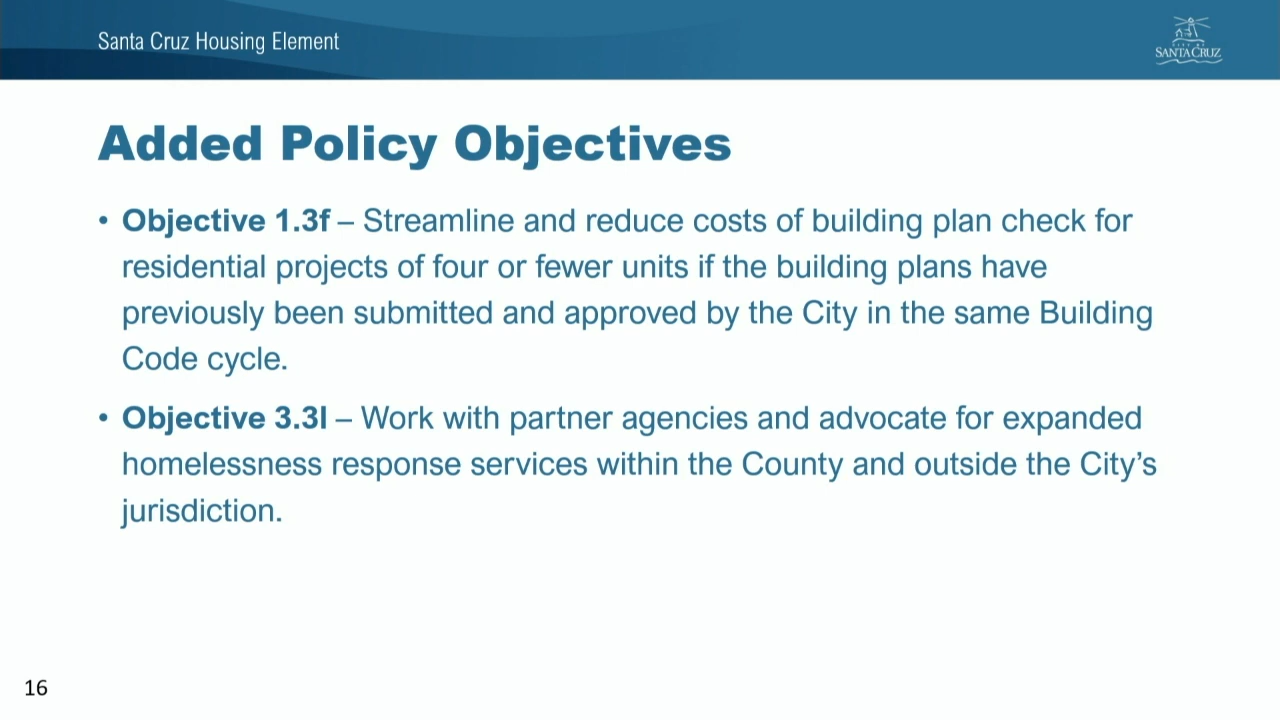 Santa Cruz Housing Element
CITY OF
SANTA CRUZ
Added Policy Objectives
• Objective 1.3f – Streamline and reduce costs of building plan check for
residential projects of four or fewer units if the building plans have
previously been submitted and approved by the City in the same Building
Code cycle.
• Objective 3.3l – Work with partner agencies and advocate for expanded
homelessness response services within the County and outside the City’s
jurisdiction.
16